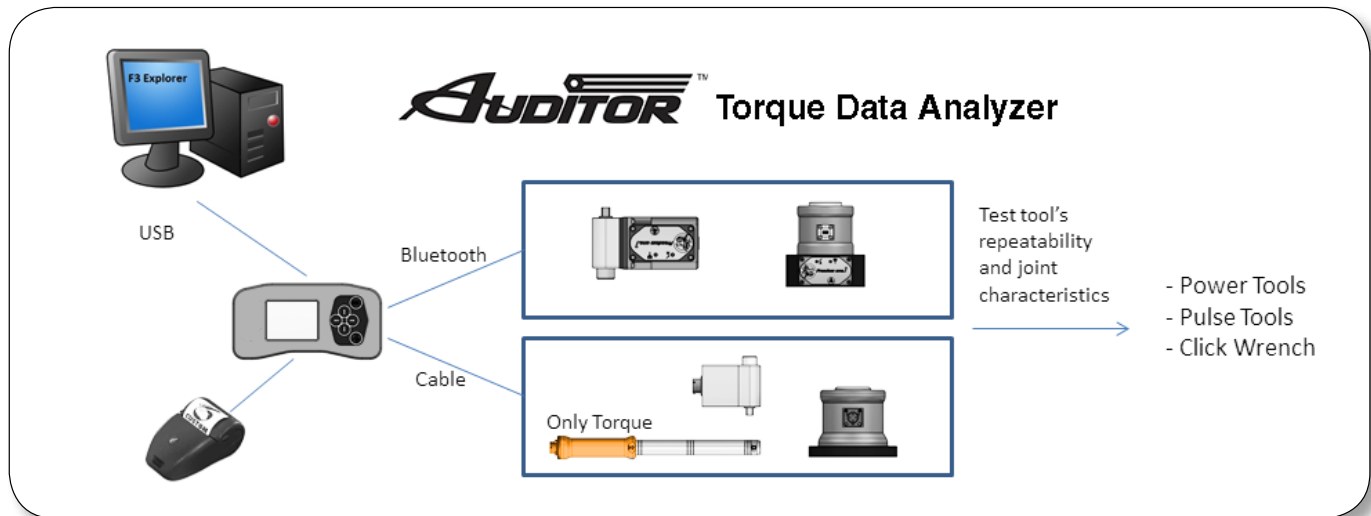 F3 Explorer
AUDITOR™ Torque Data Analyzer
USB
Bluetooth
Test tool's
repeatability
and joint
characteristics
- Power Tools
- Pulse Tools
- Click Wrench
Cable
Only Torque
CUSTOM